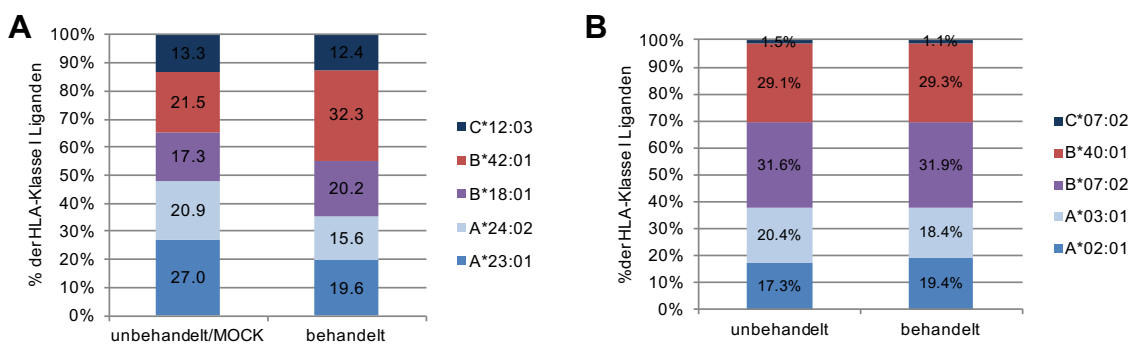 A
% der HLA-Klasse I Liganden
100%
90%
80%
70%
60%
50%
40%
30%
20%
10%
0%
13.3
21.5
17.3
20.9
27.0
12.4
32.3
20.2
15.6
19.6
unbehandelt/MOCK
behandelt
C*12:03
B*42:01
B*18:01
A*24:02
A*23:01
B
%der HLA-Klasse I Liganden
100%
90%
80%
70%
60%
50%
40%
30%
20%
10%
0%
1.5%
29.1%
31.6%
20.4%
17.3%
1.1%
29.3%
31.9%
18.4%
19.4%
unbehandelt
behandelt
C*07:02
B*40:01
B*07:02
A*03:01
A*02:01